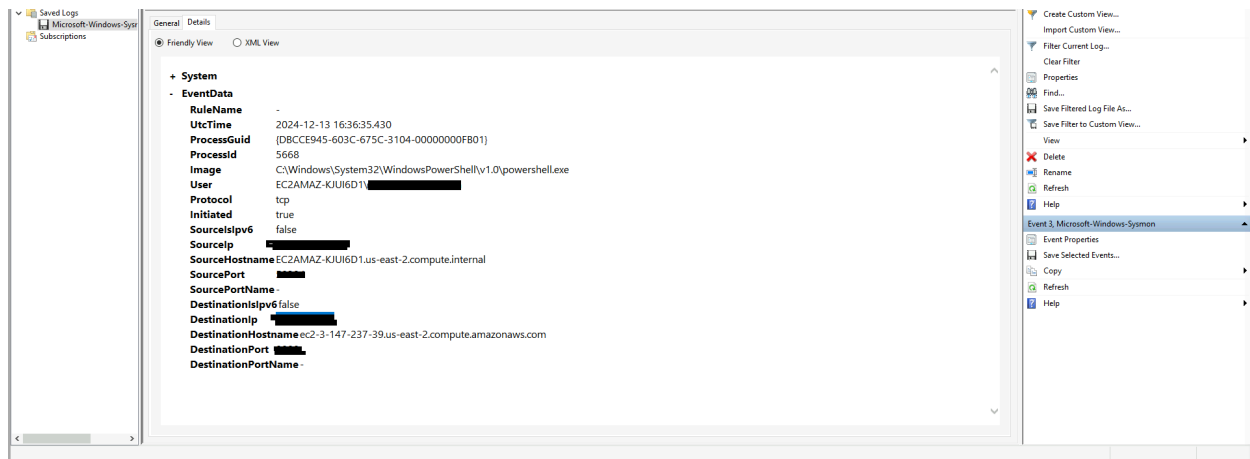 Saved Logs
Microsoft-Windows-Sysr
Subscriptions
General Details
Friendly View XML View
+ System
- EventData
RuleName -
UtcTime 2024-12-13 16:36:35.430
ProcessGuid {DBCCE945-603C-675C-3104-00000000FB01}
ProcessId 5668
Image C:\Windows\System32\WindowsPowerShell\v1.0\powershell.exe
User EC2AMAZ-KJUI6D1\
Protocol tcp
Initiated true
SourceIsIpv6 false
SourceIp
SourceHostname EC2AMAZ-KJUI6D1.us-east-2.compute.internal
SourcePort
SourcePortName -
DestinationIsIpv6 false
DestinationIp
DestinationHostname ec2-3-147-237-39.us-east-2.compute.amazonaws.com
DestinationPort
DestinationPortName -
Create Custom View...
Import Custom View...
Filter Current Log...
Clear Filter
Properties
Find...
Save Filtered Log File As...
Save Filter to Custom View...
View
Delete
Rename
Refresh
Help
Event 3, Microsoft-Windows-Sysmon
Event Properties
Save Selected Events...
Copy
Refresh
Help